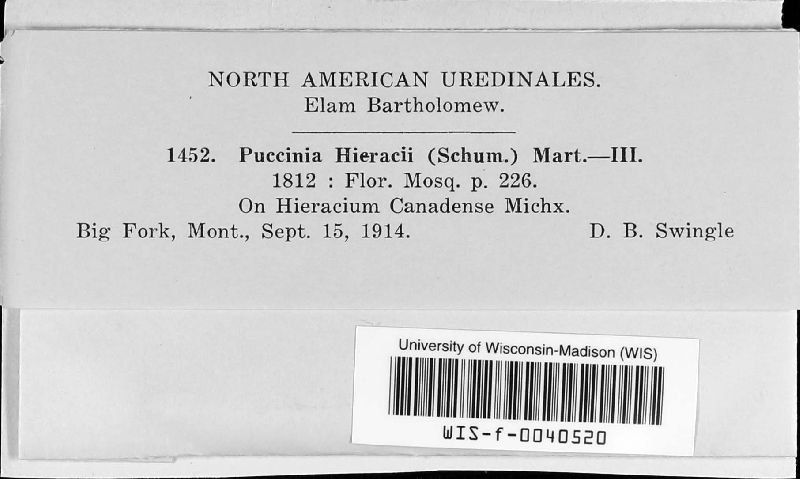 NORTH AMERICAN UREDINALES.
Elam Bartholomew.
1452. Puccinia Hieracii (Schum.) Mart.—III.
1812 : Flor. Mosq. p. 226.
On Hieracium Canadense Michx.
Big Fork, Mont., Sept. 15, 1914. D. B. Swingle
University of Wisconsin-Madison (WIS)
WIS-f-0040520